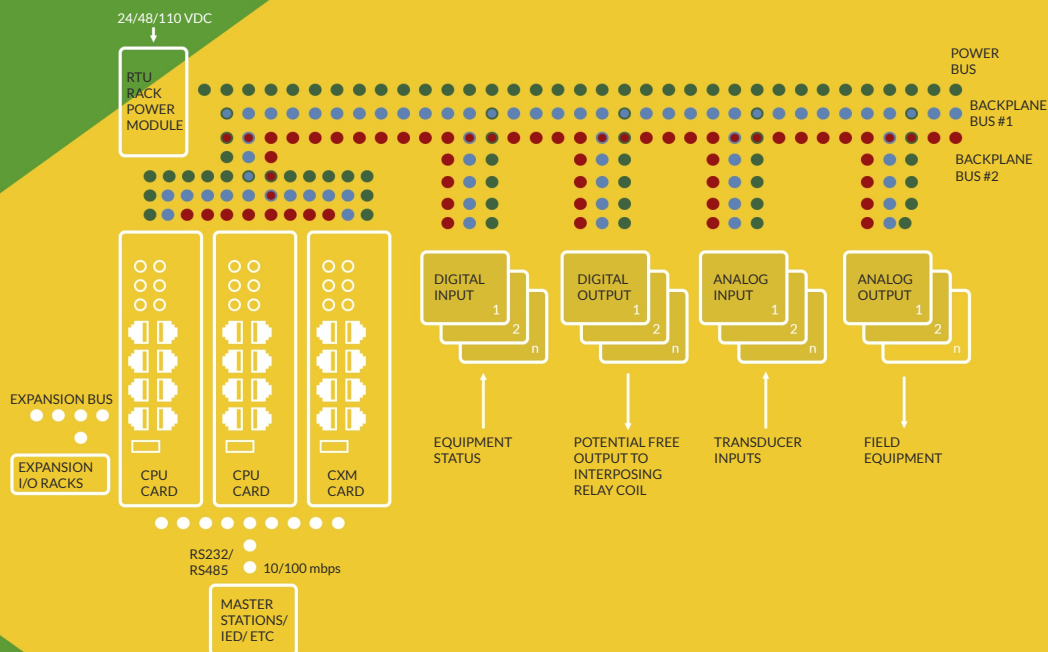 24/48/110 VDC
RTU
RACK
POWER
MODULE
POWER
BUS
BACKPLANE
BUS #1
BACKPLANE
BUS #2
DIGITAL
INPUT
1
2
n
DIGITAL
OUTPUT
1
2
n
ANALOG
INPUT
1
2
n
ANALOG
OUTPUT
1
2
n
EXPANSION BUS
EXPANSION
I/O RACKS
CPU
CARD
CPU
CARD
CXM
CARD
EQUIPMENT
STATUS
POTENTIAL FREE
OUTPUT TO
INTERPOSING
RELAY COIL
TRANSDUCER
INPUTS
FIELD
EQUIPMENT
RS232/
RS485
10/100 mbps
MASTER
STATIONS/
IED/ ETC